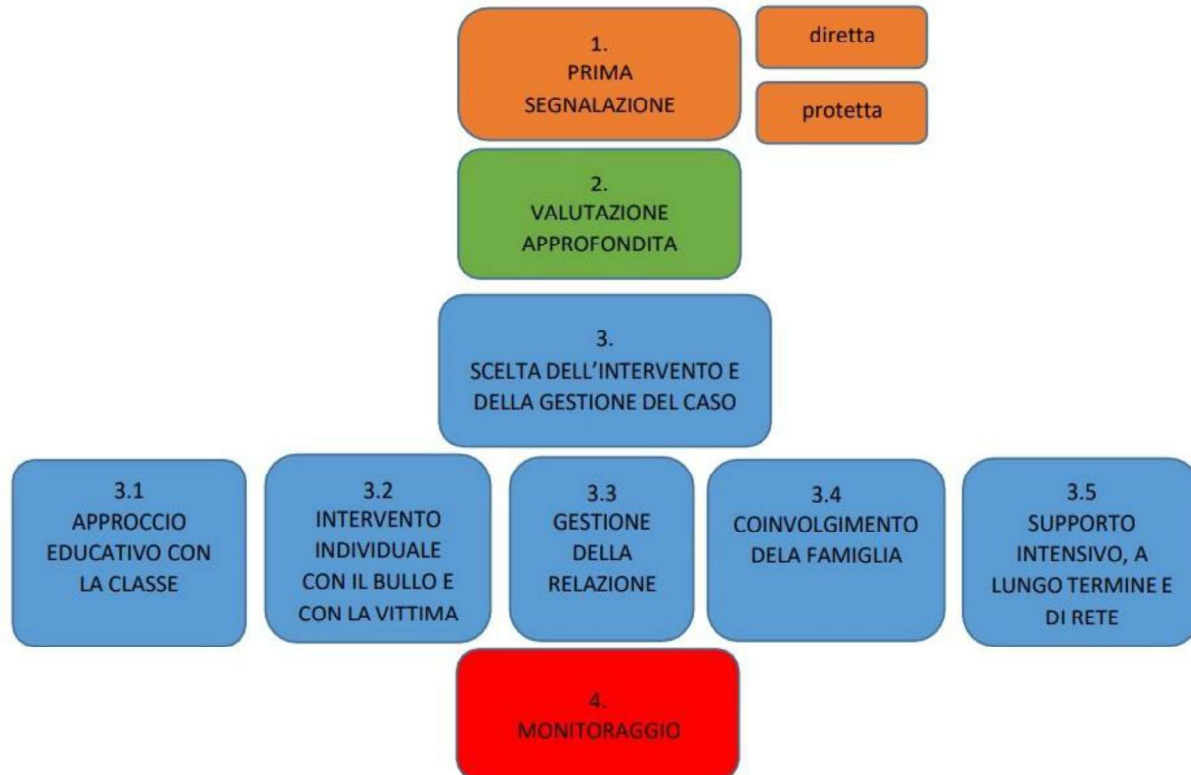 1.
PRIMA
SEGNALAZIONE
diretta
protetta
2.
VALUTAZIONE
APPROFONDITA
3.
SCELTA DELL'INTERVENTO E
DELLA GESTIONE DEL CASO
3.1
APPROCCIO
EDUCATIVO CON
LA CLASSE
3.2
INTERVENTO
INDIVIDUALE
CON IL BULLO E
CON LA VITTIMA
3.3
GESTIONE
DELLA
RELAZIONE
3.4
COINVOLGIMENTO
DELA FAMIGLIA
3.5
SUPPORTO
INTENSIVO, A
LUNGO TERMINE E
DI RETE
4.
MONITORAGGIO